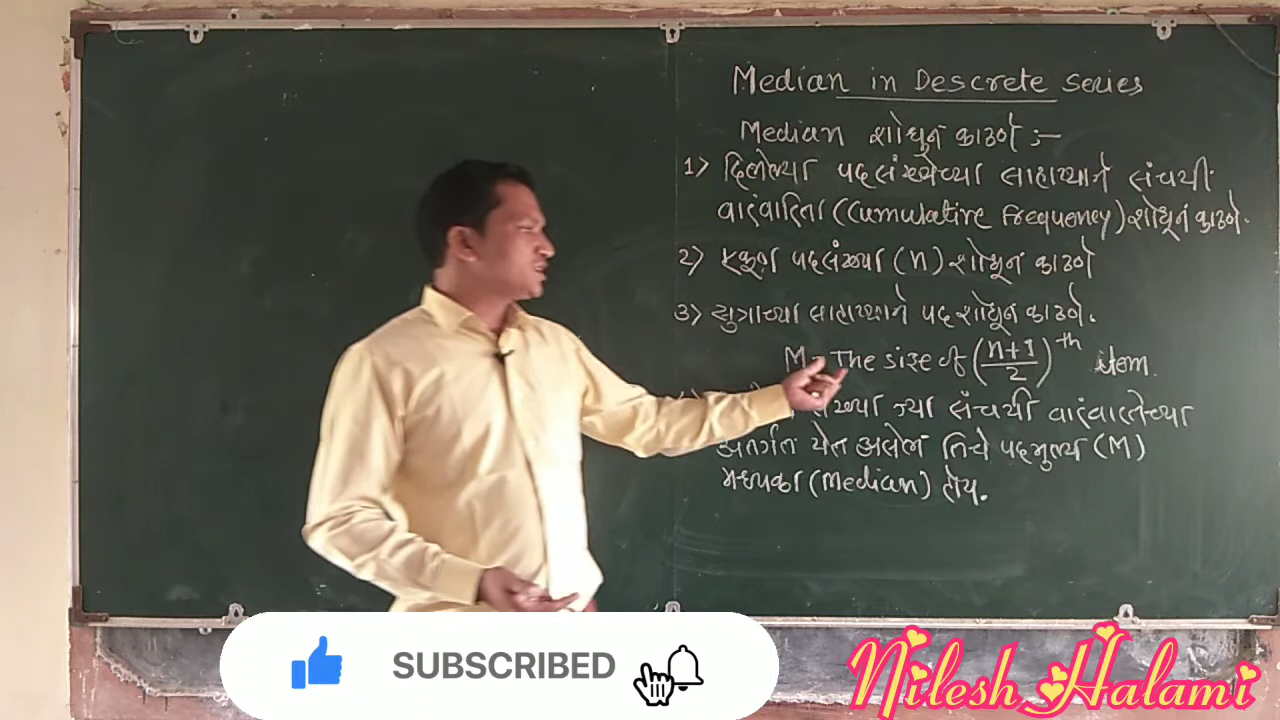 Median in Descrete Series
Median शोधुन काढणे :-
1) दिलेल्या पदसंख्येच्या साहाय्याने संचयी
वारंवारिता (Cumulative Frequency) शोधून काढणे.
2) एकूण पदसंख्या (n) शोधून काढणे
3) सुत्राच्या साहाय्याने पद शोधून काढणे.
M = The size of (n+1/2)th item.
संख्या ज्या संचयी वारंवारतेच्या
अंतर्गत येत असेल तिचे पदमुल्य (M)
मध्यका (Median) होय.
SUBSCRIBED
Nilesh Halami